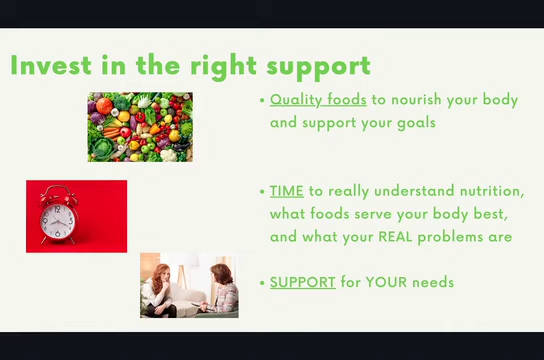 Invest in the right support
• Quality foods to nourish your body
and support your goals
• TIME to really understand nutrition,
what foods serve your body best,
and what your REAL problems are
• SUPPORT for YOUR needs